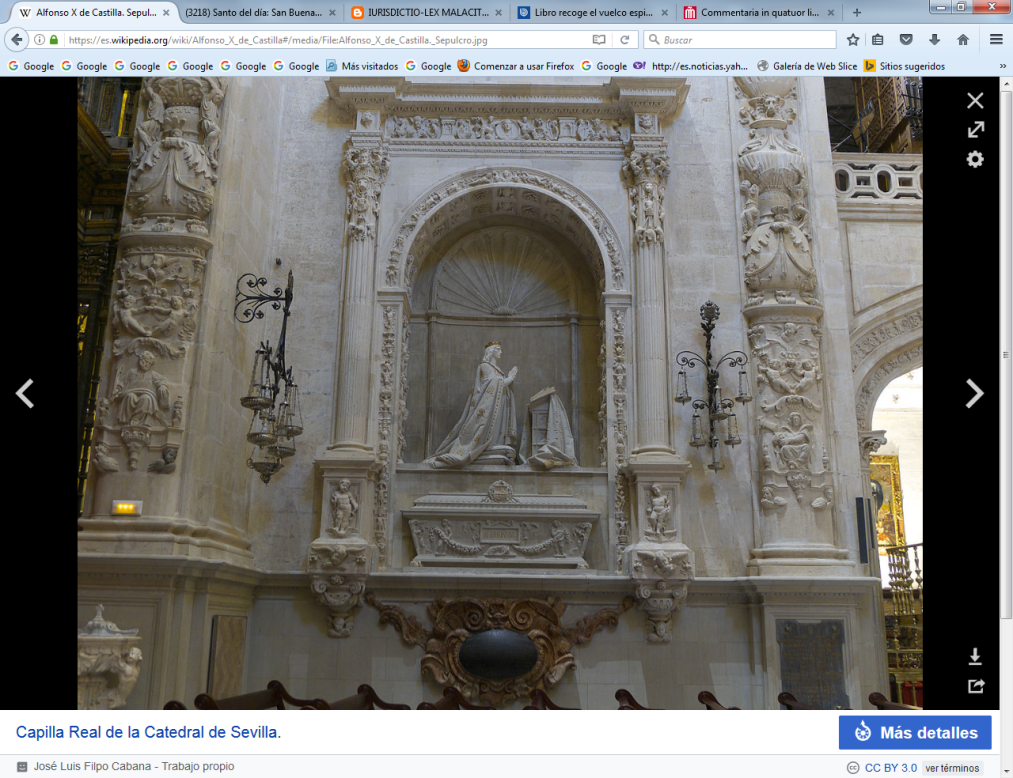 Alfonso X de Castilla. Sepul...
(3218) Santo del día: San Buena...
IURISDICTIO-LEX MALACIT...
Libro recoge el vuelco espi...
Commentaria in quatuor li...
https://es.wikipedia.org/wiki/Alfonso_X_de_Castilla#/media/File:Alfonso_X_de_Castilla._Sepulcro.jpg
Buscar
Google Google Google Google Google Google Más visitados Google Comenzar a usar Firefox Google http://es.noticias.yah... Galería de Web Slice Sitios sugeridos
Capilla Real de la Catedral de Sevilla.
Más detalles
José Luis Filpo Cabana - Trabajo propio
CC BY 3.0 ver términos